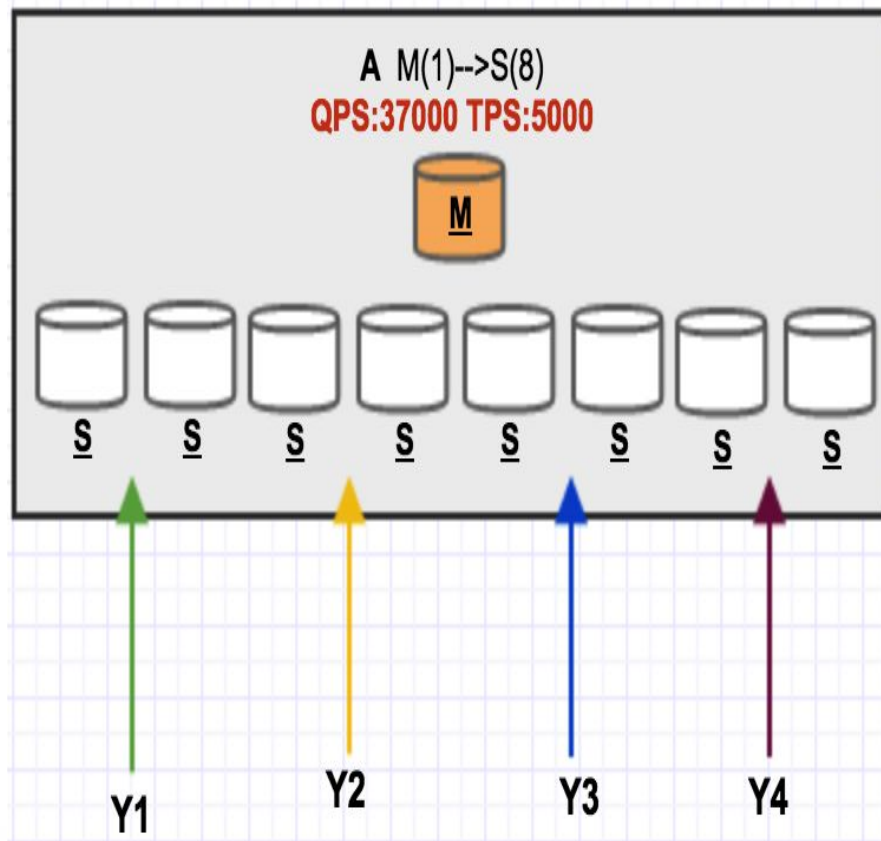 A M(1)-->S(8)
QPS:37000 TPS:5000
M
S S S S S S S S
Y1 Y2 Y3 Y4